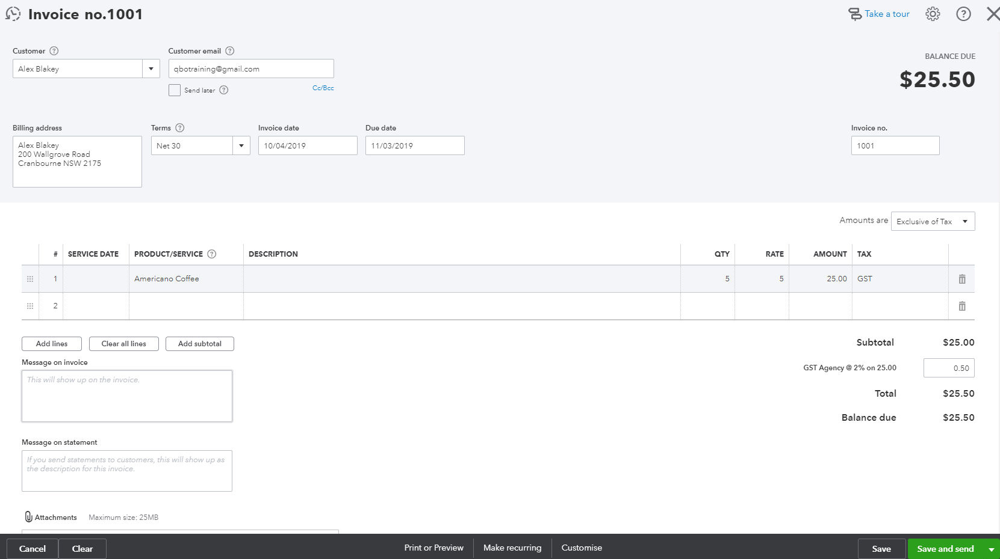 Invoice no.1001
Take a tour
Customer
Customer email
BALANCE DUE
Alex Blakey
qbotraining@gmail.com
$25.50
Send later
Cc/Bcc
Billing address
Terms
Invoice date
Due date
Invoice no.
Alex Blakey
200 Wallgrove Road
Cranbourne NSW 2175
Net 30
10/04/2019
11/03/2019
1001
Amounts are
Exclusive of Tax
# SERVICE DATE PRODUCT/SERVICE DESCRIPTION QTY RATE AMOUNT TAX
1 Americano Coffee 5 5 25.00 GST
2
Add lines
Clear all lines
Add subtotal
Subtotal $25.00
Message on invoice
This will show up on the invoice.
GST Agency @ 2% on 25.00 0.50
Total $25.50
Balance due $25.50
Message on statement
If you send statements to customers, this will show up as
the description for this invoice.
Attachments Maximum size: 25MB
Cancel
Clear
Print or Preview
Make recurring
Customise
Save
Save and send